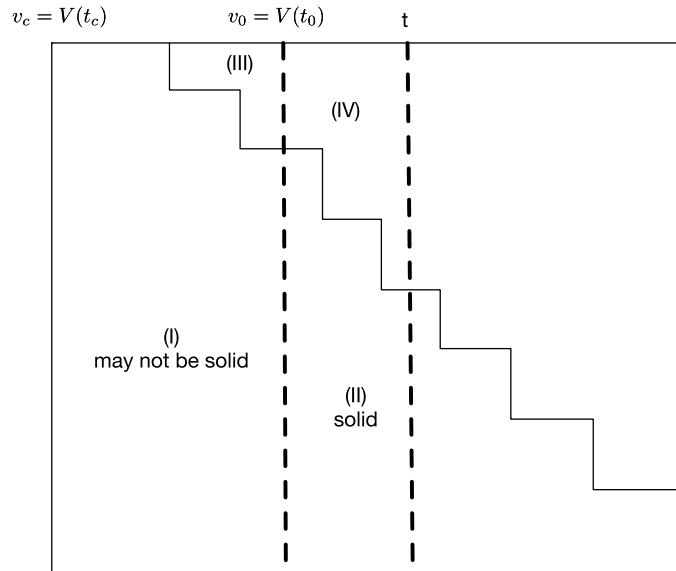 v_c = V(t_c)
v_0 = V(t_0)
t
(III)
(IV)
(I)
may not be solid
(II)
solid